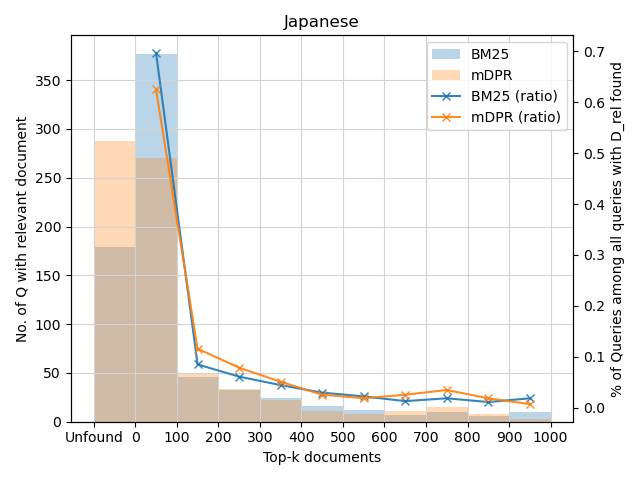 Japanese
BM25
mDPR
BM25 (ratio)
mDPR (ratio)
No. of Q with relevant document
350
300
250
200
150
100
50
0
% of Queries among all queries with D_rel found
0.7
0.6
0.5
0.4
0.3
0.2
0.1
0.0
Unfound 0 100 200 300 400 500 600 700 800 900 1000
Top-k documents